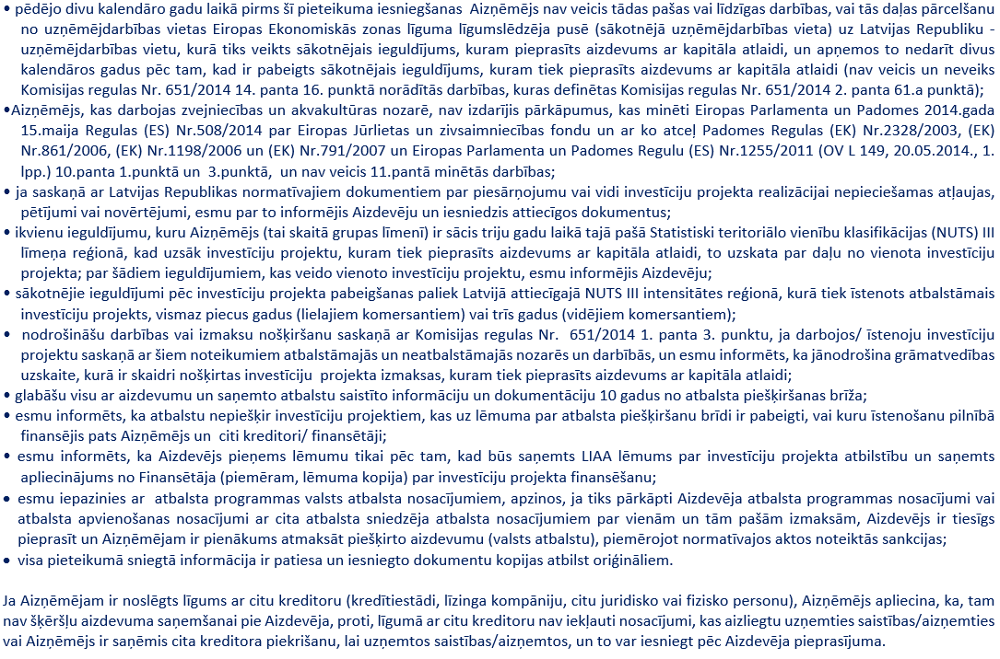 • pēdējo divu kalendāro gadu laikā pirms šī pieteikuma iesniegšanas Aizņēmējs nav veicis tādas pašas vai līdzīgas darbības, vai tās daļas pārcelšanu
no uzņēmējdarbības vietas Eiropas Ekonomiskās zonas līguma līgumslēdzēja pusē (sākotnējā uzņēmējdarbības vieta) uz Latvijas Republiku -
uzņēmējdarbības vietu, kurā tiks veikts sākotnējais ieguldījums, kuram pieprasīts aizdevums ar kapitāla atlaidi, un apņemos to nedarīt divus
kalendāros gadus pēc tam, kad ir pabeigts sākotnējais ieguldījums, kuram tiek pieprasīts aizdevums ar kapitāla atlaidi (nav veicis un neveiks
Komisijas regulas Nr. 651/2014 14. panta 16. punktā norādītās darbības, kuras definētas Komisijas regulas Nr. 651/2014 2. panta 61.a punktā);
•Aizņēmējs, kas darbojas zvejniecības un akvakultūras nozarē, nav izdarījis pārkāpumus, kas minēti Eiropas Parlamenta un Padomes 2014.gada
15.maija Regulas (ES) Nr.508/2014 par Eiropas Jūrlietas un zivsaimniecības fondu un ar ko atceļ Padomes Regulas (EK) Nr.2328/2003, (EK)
Nr.861/2006, (EK) Nr.1198/2006 un (EK) Nr.791/2007 un Eiropas Parlamenta un Padomes Regulu (ES) Nr.1255/2011 (OV L 149, 20.05.2014., 1.
lpp.) 10.panta 1.punktā un 3.punktā, un nav veicis 11.pantā minētās darbības;
• ja saskaņā ar Latvijas Republikas normatīvajiem dokumentiem par piesārņojumu vai vidi investīciju projekta realizācijai nepieciešamas atļaujas,
pētījumi vai novērtējumi, esmu par to informējis Aizdevēju un iesniedzis attiecīgos dokumentus;
• ikvienu ieguldījumu, kuru Aizņēmējs (tai skaitā grupas līmenī) ir sācis triju gadu laikā tajā pašā Statistiski teritoriālo vienību klasifikācijas (NUTS) III
līmeņa reģionā, kad uzsāk investīciju projektu, kuram tiek pieprasīts aizdevums ar kapitāla atlaidi, to uzskata par daļu no vienota investīciju
projekta; par šādiem ieguldījumiem, kas veido vienoto investīciju projektu, esmu informējis Aizdevēju;
• sākotnējie ieguldījumi pēc investīciju projekta pabeigšanas paliek Latvijā attiecīgajā NUTS III intensitātes reģionā, kurā tiek īstenots atbalstāmais
investīciju projekts, vismaz piecus gadus (lielajiem komersantiem) vai trīs gadus (vidējiem komersantiem);
• nodrošināšu darbības vai izmaksu nošķiršanu saskaņā ar Komisijas regulas Nr. 651/2014 1. panta 3. punktu, ja darbojos/ īstenoju investīciju
projektu saskaņā ar šiem noteikumiem atbalstāmajās un neatbalstāmajās nozarēs un darbībās, un esmu informēts, ka jānodrošina grāmatvedības
uzskaite, kurā ir skaidri nošķirtas investīciju projekta izmaksas, kuram tiek pieprasīts aizdevums ar kapitāla atlaidi;
• glabāšu visu ar aizdevumu un saņemto atbalstu saistīto informāciju un dokumentāciju 10 gadus no atbalsta piešķiršanas brīža;
• esmu informēts, ka atbalstu nepiešķir investīciju projektiem, kas uz lēmuma par atbalsta piešķiršanu brīdi ir pabeigti, vai kuru īstenošanu pilnībā
finansējis pats Aizņēmējs un citi kreditori/ finansētāji;
• esmu informēts, ka Aizdevējs pieņems lēmumu tikai pēc tam, kad būs saņemts LIAA lēmums par investīciju projekta atbilstību un saņemts
apliecinājums no Finansētāja (piemēram, lēmuma kopija) par investīciju projekta finansēšanu;
• esmu iepazinies ar atbalsta programmas valsts atbalsta nosacījumiem, apzinos, ja tiks pārkāpti Aizdevēja atbalsta programmas nosacījumi vai
atbalsta apvienošanas nosacījumi ar cita atbalsta sniedzēja atbalsta nosacījumiem par vienām un tām pašām izmaksām, Aizdevējs ir tiesīgs
pieprasīt un Aizņēmējam ir pienākums atmaksāt piešķirto aizdevumu (valsts atbalstu), piemērojot normatīvajos aktos noteiktās sankcijas;
• visa pieteikumā sniegtā informācija ir patiesa un iesniegto dokumentu kopijas atbilst oriģināliem.
Ja Aizņēmējam ir noslēgts līgums ar citu kreditoru (kredītiestādi, līzinga kompāniju, citu juridisko vai fizisko personu), Aizņēmējs apliecina, ka, tam
nav šķēršļu aizdevuma saņemšanai pie Aizdevēja, proti, līgumā ar citu kreditoru nav iekļauti nosacījumi, kas aizliegtu uzņemties saistības/aizņemties
vai Aizņēmējs ir saņēmis cita kreditora piekrišanu, lai uzņemtos saistības/aizņemtos, un to var iesniegt pēc Aizdevēja pieprasījuma.